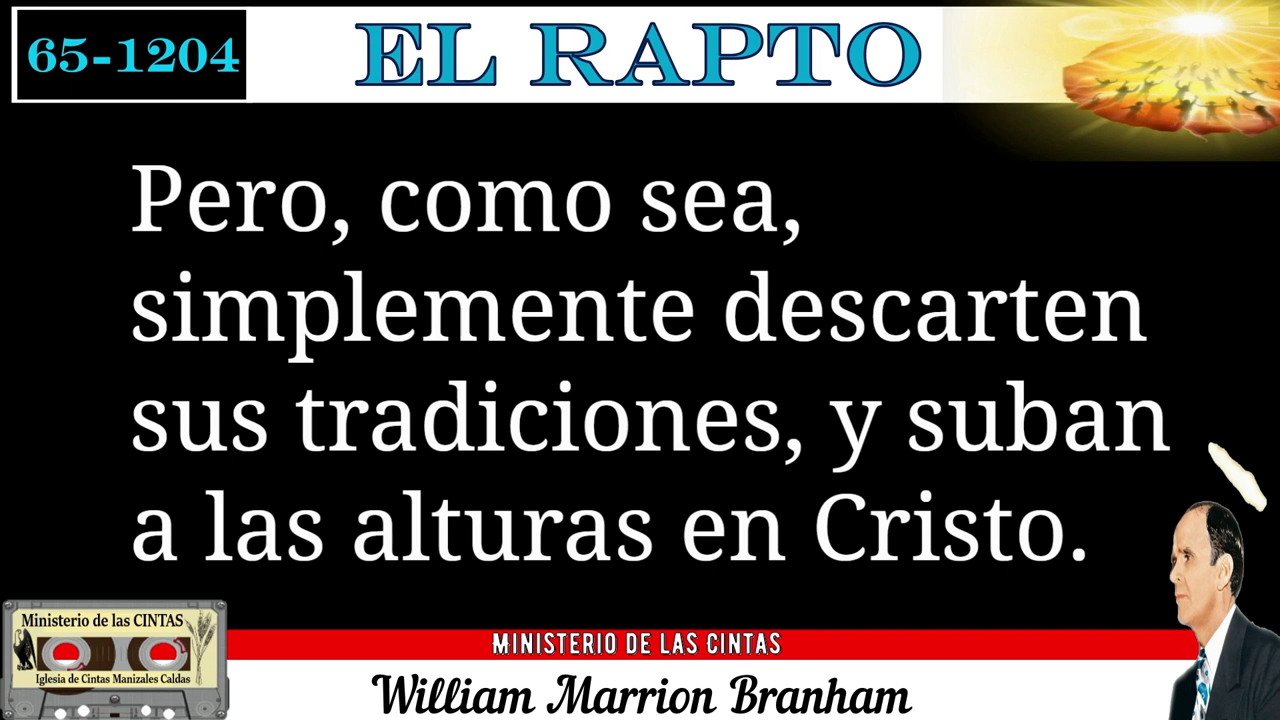 65-1204
EL RAPTO
Pero, como sea,
simplemente descarten
sus tradiciones, y suban
a las alturas en Cristo.
Ministerio de las CINTAS
Iglesia de Cintas Manizales Caldas
MINISTERIO DE LAS CINTAS
William Marrion Branham